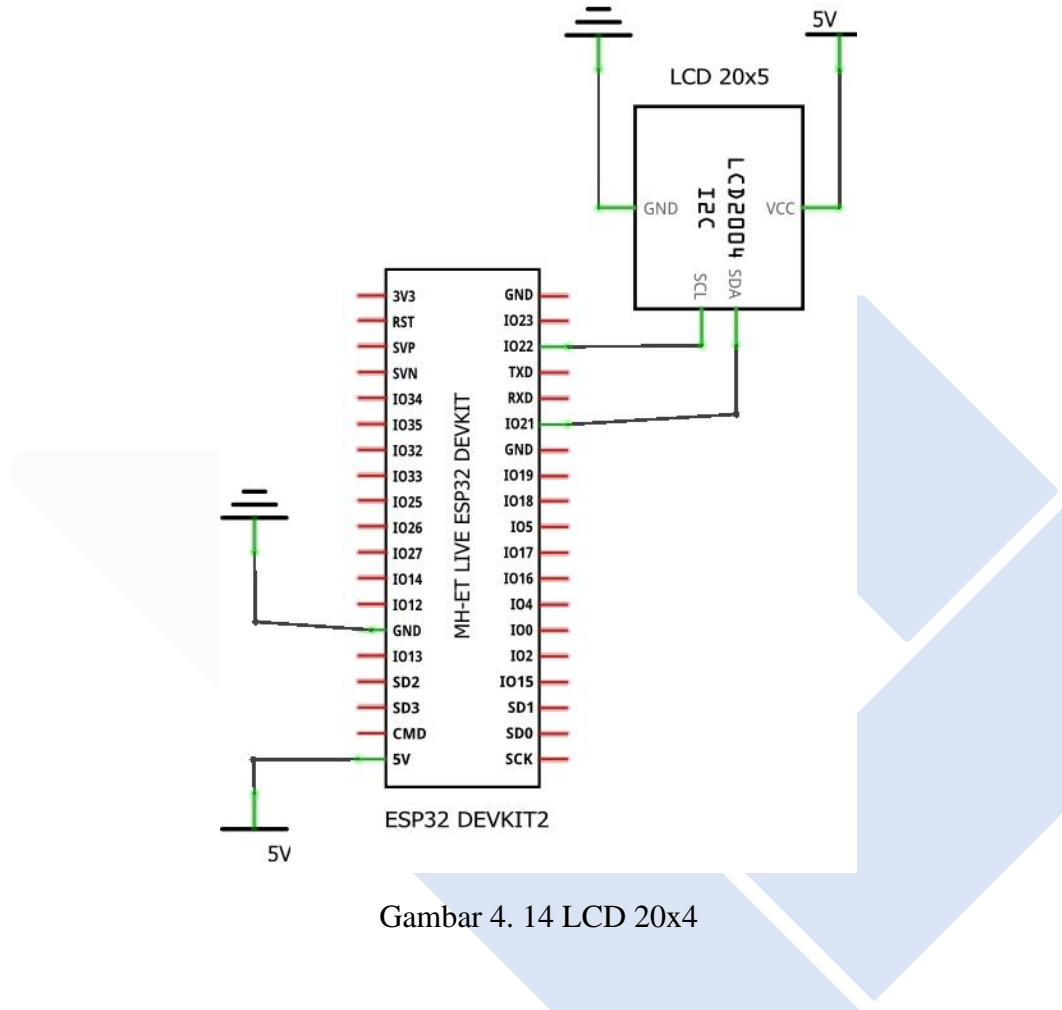 5V
LCD 20x5
LCD2004
I2C
GND
VCC
SCL
SDA
3V3
RST
SVP
SVN
IO34
IO35
IO32
IO33
IO25
IO26
IO27
IO14
IO12
GND
IO13
SD2
SD3
CMD
5V
MH-ET LIVE ESP32 DEVKIT
GND
IO23
IO22
TXD
RXD
IO21
GND
IO19
IO18
IO5
IO17
IO16
IO4
IO0
IO2
IO15
SD1
SD0
SCK
ESP32 DEVKIT2
5V
Gambar 4. 14 LCD 20x4